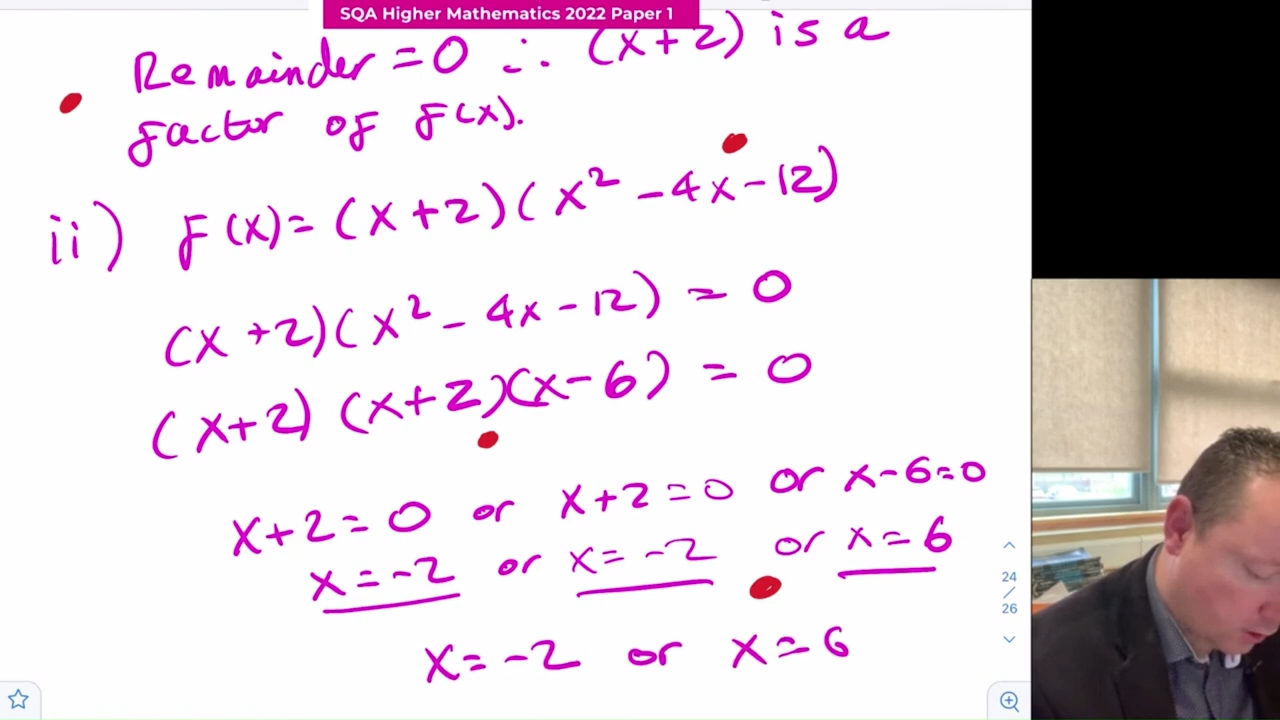 SQA Higher Mathematics 2022 Paper 1
Remainder = 0 ∴ (x+2) is a
factor of f(x).
ii) f(x) = (x+2)(x² - 4x - 12)
(x+2)(x² - 4x - 12) = 0
(x+2)(x+2)(x-6) = 0
x+2=0 or x+2=0 or x-6=0
x=-2 or x=-2 or x=6
x=-2 or x=6
24
/
26